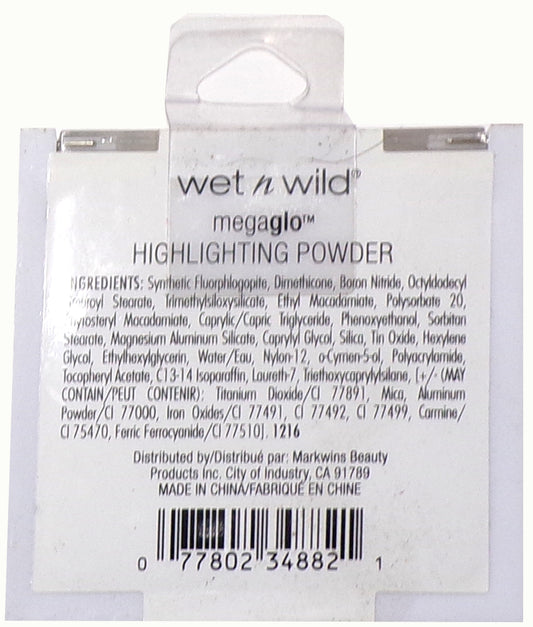 wet n wild®
megaglo™
HIGHLIGHTING POWDER
INGREDIENTS: Synthetic Fluorphlogopite, Dimethicone, Boron Nitride, Octyldodecyl
Stearoyl Stearate, Trimethylsiloxysilicate, Ethyl Macadamiate, Polysorbate 20,
Phytosteryl Macadamiate, Caprylic/Capric Triglyceride, Phenoxyethanol, Sorbitan
Stearate, Magnesium Aluminum Silicate, Caprylyl Glycol, Silica, Tin Oxide, Hexylene
Glycol, Ethylhexylglycerin, Water/Eau, Nylon-12, o-Cymen-5-ol, Polyacrylamide,
Tocopheryl Acetate, C13-14 Isoparaffin, Laureth-7, Triethoxycaprylylsilane, [+/- (MAY
CONTAIN/PEUT CONTENIR): Titanium Dioxide/CI 77891, Mica, Aluminum
Powder/CI 77000, Iron Oxides/CI 77491, CI 77492, CI 77499, Carmine/
CI 75470, Ferric Ferrocyanide/CI 77510]. 1216
Distributed by/Distribué par: Markwins Beauty
Products Inc. City of Industry, CA 91789
MADE IN CHINA/FABRIQUÉ EN CHINE
0 77802 34882 1